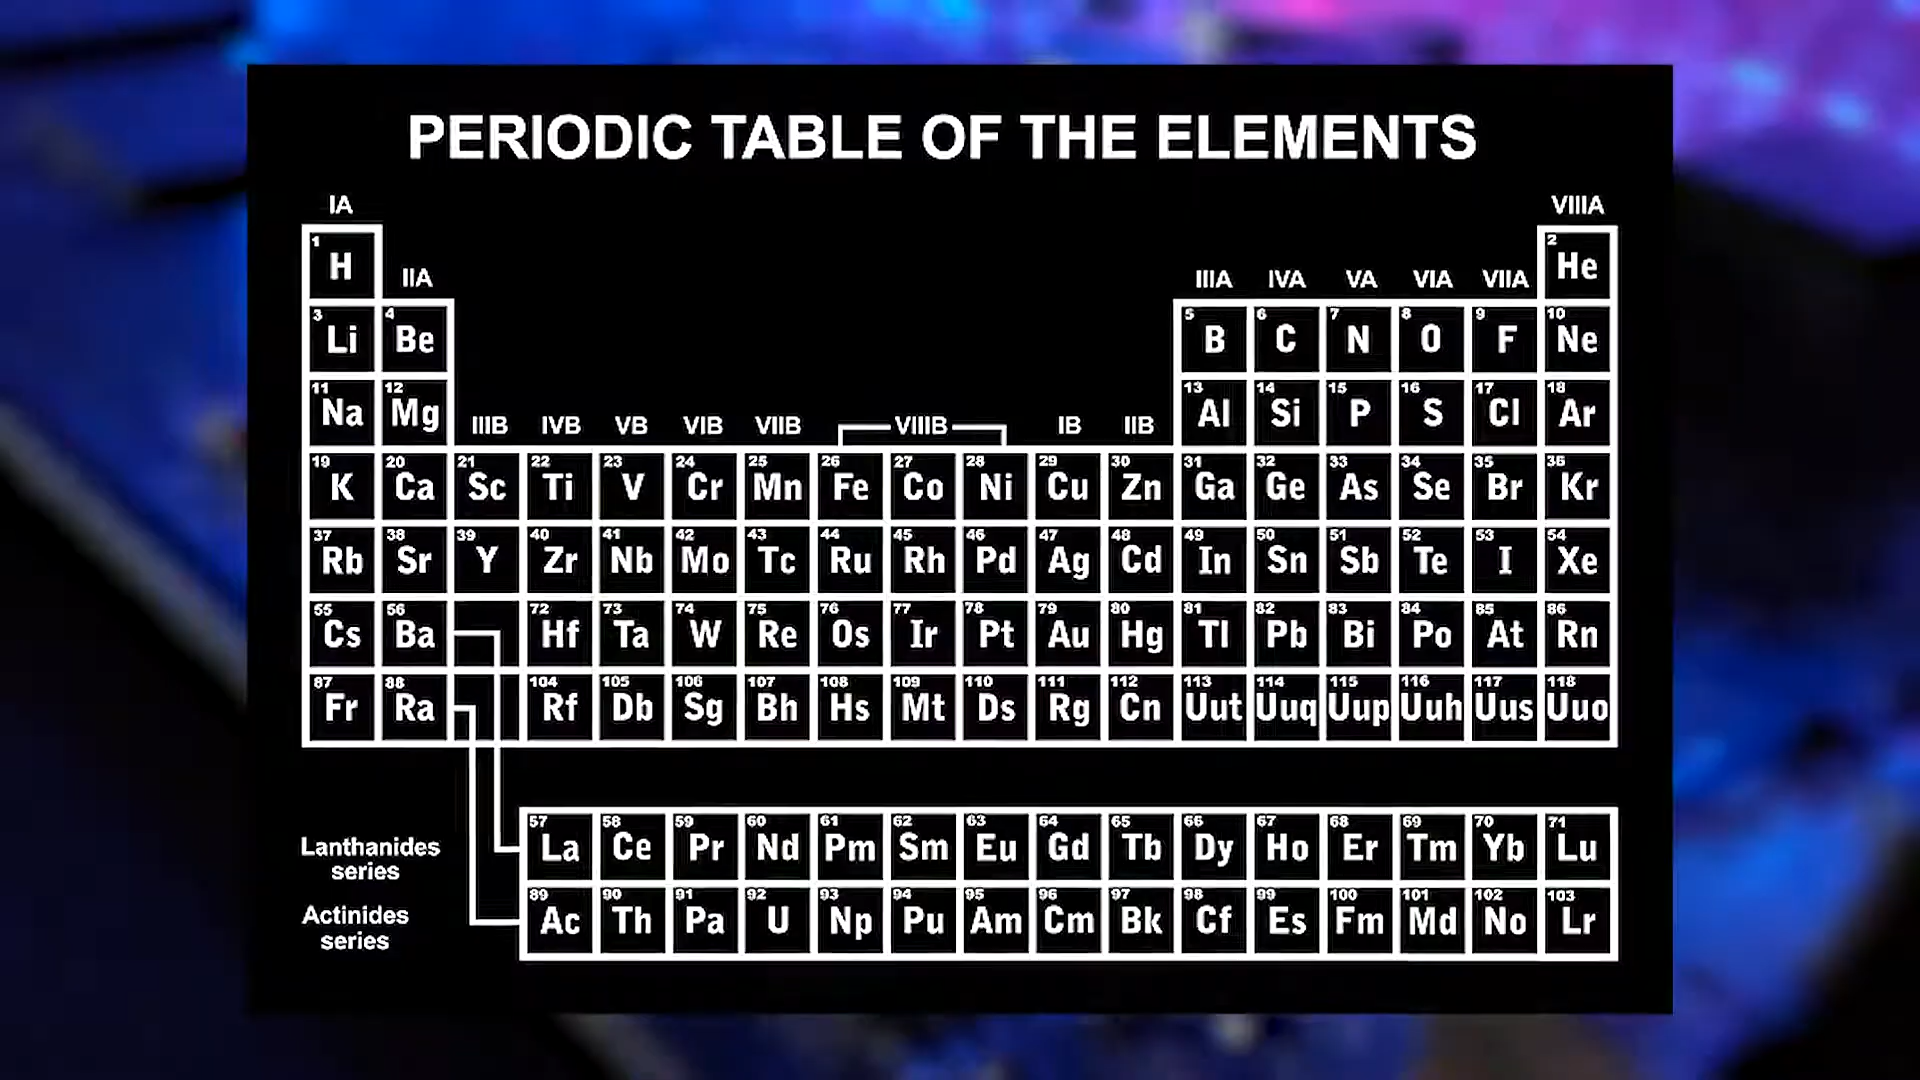 PERIODIC TABLE OF THE ELEMENTS
IA VIIIA
1 H 2 He
IIA IIIA IVA VA VIA VIIA
3 Li 4 Be 5 B 6 C 7 N 8 O 9 F 10 Ne
11 Na 12 Mg 13 Al 14 Si 15 P 16 S 17 Cl 18 Ar
IIIB IVB VB VIB VIIB VIIIB IB IIB
19 K 20 Ca 21 Sc 22 Ti 23 V 24 Cr 25 Mn 26 Fe 27 Co 28 Ni 29 Cu 30 Zn 31 Ga 32 Ge 33 As 34 Se 35 Br 36 Kr
37 Rb 38 Sr 39 Y 40 Zr 41 Nb 42 Mo 43 Tc 44 Ru 45 Rh 46 Pd 47 Ag 48 Cd 49 In 50 Sn 51 Sb 52 Te 53 I 54 Xe
55 Cs 56 Ba 72 Hf 73 Ta 74 W 75 Re 76 Os 77 Ir 78 Pt 79 Au 80 Hg 81 Tl 82 Pb 83 Bi 84 Po 85 At 86 Rn
87 Fr 88 Ra 104 Rf 105 Db 106 Sg 107 Bh 108 Hs 109 Mt 110 Ds 111 Rg 112 Cn 113 Uut 114 Uuq 115 Uup 116 Uuh 117 Uus 118 Uuo
Lanthanides series
57 La 58 Ce 59 Pr 60 Nd 61 Pm 62 Sm 63 Eu 64 Gd 65 Tb 66 Dy 67 Ho 68 Er 69 Tm 70 Yb 71 Lu
Actinides series
89 Ac 90 Th 91 Pa 92 U 93 Np 94 Pu 95 Am 96 Cm 97 Bk 98 Cf 99 Es 100 Fm 101 Md 102 No 103 Lr